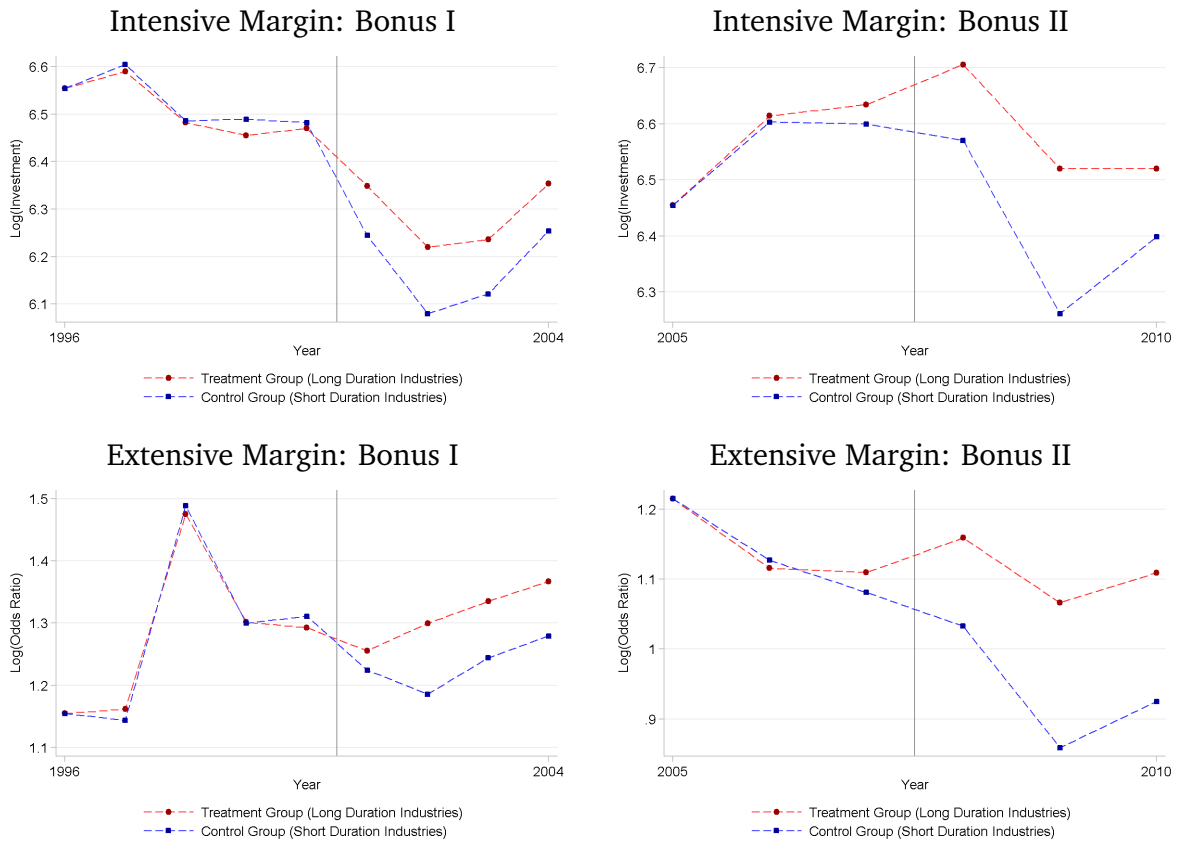 Intensive Margin: Bonus I
6.6
6.5
6.4
6.3
6.2
6.1
Log(Investment)
1996
2004
Year
Treatment Group (Long Duration Industries)
Control Group (Short Duration Industries)
Intensive Margin: Bonus II
6.7
6.6
6.5
6.4
6.3
Log(Investment)
2005
2010
Year
Treatment Group (Long Duration Industries)
Control Group (Short Duration Industries)
Extensive Margin: Bonus I
1.5
1.4
1.3
1.2
1.1
Log(Odds Ratio)
1996
2004
Year
Treatment Group (Long Duration Industries)
Control Group (Short Duration Industries)
Extensive Margin: Bonus II
1.2
1.1
1
.9
Log(Odds Ratio)
2005
2010
Year
Treatment Group (Long Duration Industries)
Control Group (Short Duration Industries)